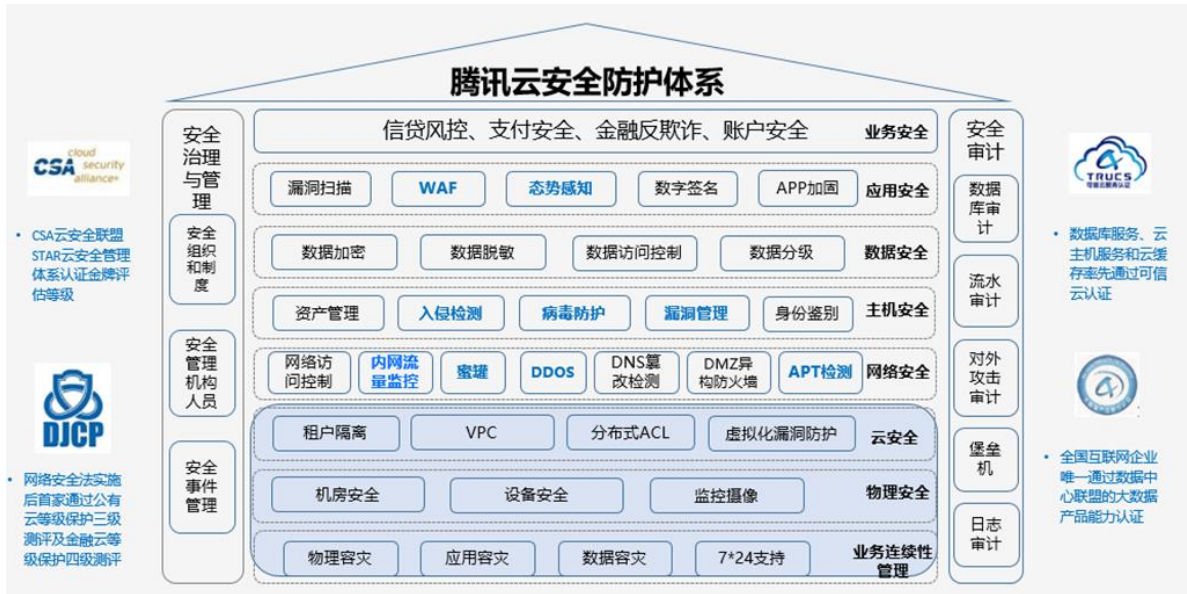 腾讯云安全防护体系
CSA cloud security alliance
• CSA云安全联盟
STAR云安全管理
体系认证金牌评
估等级
DJCP
• 网络安全法实施
后首家通过公有
云等级保护三级
测评及金融云等
级保护四级测评
安全
治理
与管
理
安全
组织
和制
度
安全
管理
机构
人员
安全
事件
管理
信贷风控、支付安全、金融反欺诈、账户安全 业务安全
漏洞扫描 WAF 态势感知 数字签名 APP加固 应用安全
数据加密 数据脱敏 数据访问控制 数据分级 数据安全
资产管理 入侵检测 病毒防护 漏洞管理 身份鉴别 主机安全
网络访
问控制
内网流
量监控
蜜罐
DDOS
DNS篡
改检测
DMZ异
构防火墙
APT检测
网络安全
租户隔离 VPC 分布式ACL 虚拟化漏洞防护 云安全
机房安全 设备安全 监控摄像 物理安全
物理容灾 应用容灾 数据容灾 7*24支持
业务连续性
管理
安全
审计
数据
库审
计
流水
审计
对外
攻击
审计
堡垒
机
日志
审计
TRUCS
可信云服务认证
• 数据库服务、云
主机服务和云缓
存率先通过可信
云认证
• 全国互联网企业
唯一通过数据中
心联盟的大数据
产品能力认证